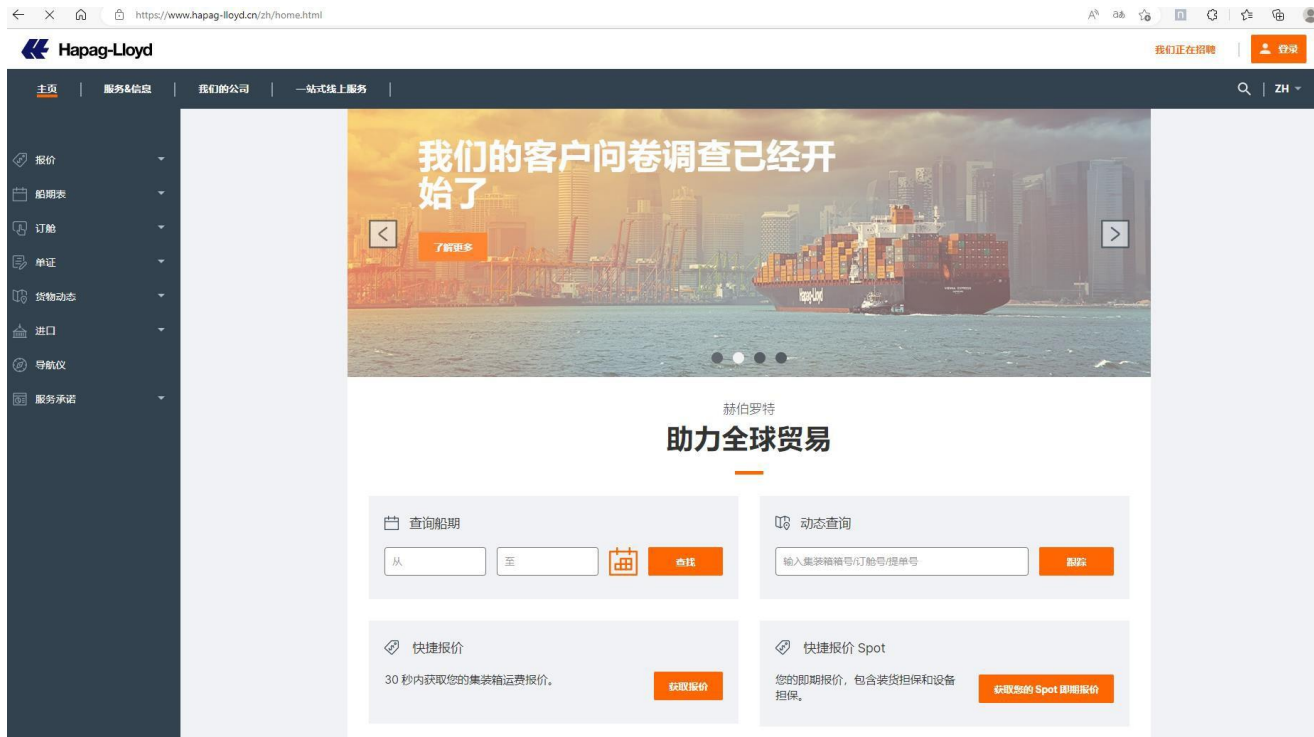 https://www.hapag-lloyd.cn/zh/home.html
Hapag-Lloyd
我们正在招聘
登录
主页
服务&信息
我们的公司
一站式线上服务
ZH
报价
船期表
订舱
单证
货物动态
进口
导航仪
服务承诺
我们的客户问卷调查已经开
始了
了解更多
Hapag-Lloyd
赫伯罗特
助力全球贸易
查询船期
从
至
查找
动态查询
输入集装箱箱号/订舱号/提单号
跟踪
快捷报价
30 秒内获取您的集装箱运费报价。
获取报价
快捷报价 Spot
您的即期报价，包含装货担保和设备
担保。
获取您的 Spot 即期报价